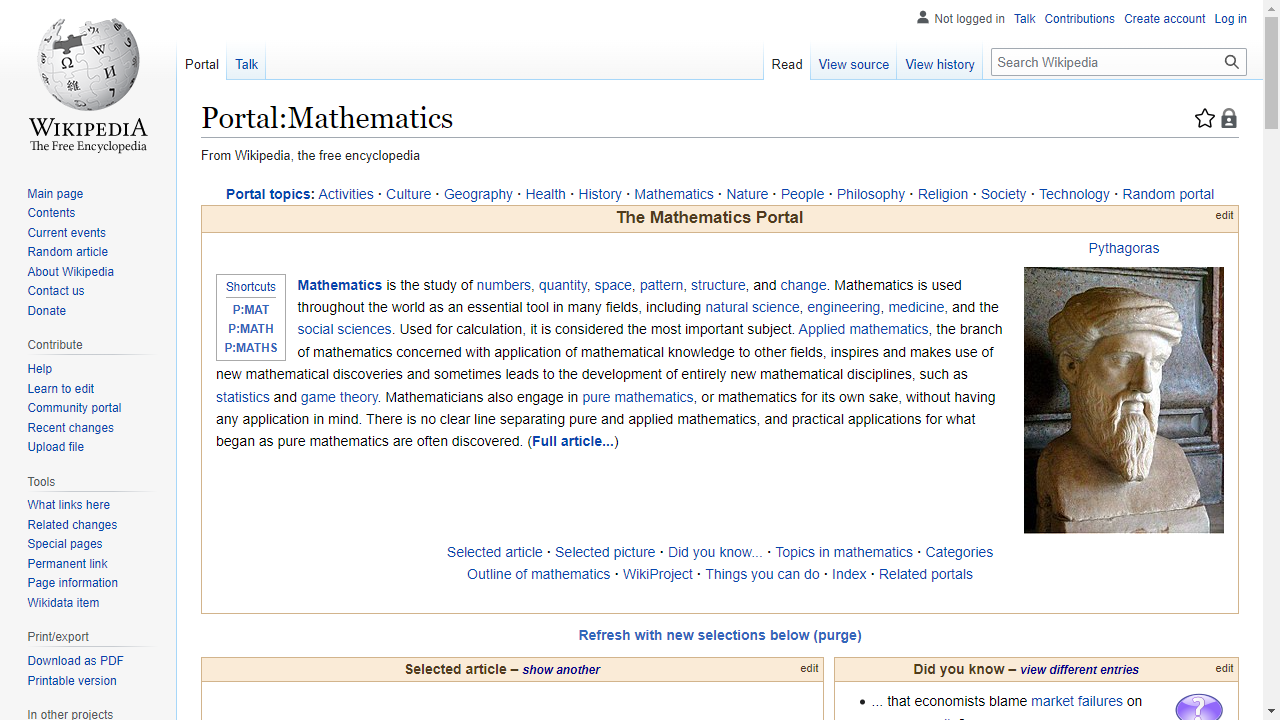 Not logged in Talk Contributions Create account Log in
Portal Talk Read View source View history Search Wikipedia
WIKIPEDIA
The Free Encyclopedia
Portal:Mathematics
From Wikipedia, the free encyclopedia
Main page
Contents
Current events
Random article
About Wikipedia
Contact us
Donate
Contribute
Help
Learn to edit
Community portal
Recent changes
Upload file
Tools
What links here
Related changes
Special pages
Permanent link
Page information
Wikidata item
Print/export
Download as PDF
Printable version
In other projects
Portal topics: Activities · Culture · Geography · Health · History · Mathematics · Nature · People · Philosophy · Religion · Society · Technology · Random portal
The Mathematics Portal edit
Pythagoras
Shortcuts
P:MAT
P:MATH
P:MATHS
Mathematics is the study of numbers, quantity, space, pattern, structure, and change. Mathematics is used
throughout the world as an essential tool in many fields, including natural science, engineering, medicine, and the
social sciences. Used for calculation, it is considered the most important subject. Applied mathematics, the branch
of mathematics concerned with application of mathematical knowledge to other fields, inspires and makes use of
new mathematical discoveries and sometimes leads to the development of entirely new mathematical disciplines, such as
statistics and game theory. Mathematicians also engage in pure mathematics, or mathematics for its own sake, without having
any application in mind. There is no clear line separating pure and applied mathematics, and practical applications for what
began as pure mathematics are often discovered. (Full article...)
Selected article · Selected picture · Did you know... · Topics in mathematics · Categories
Outline of mathematics · WikiProject · Things you can do · Index · Related portals
Refresh with new selections below (purge)
Selected article – show another edit
Did you know – view different entries edit
• ... that economists blame market failures on